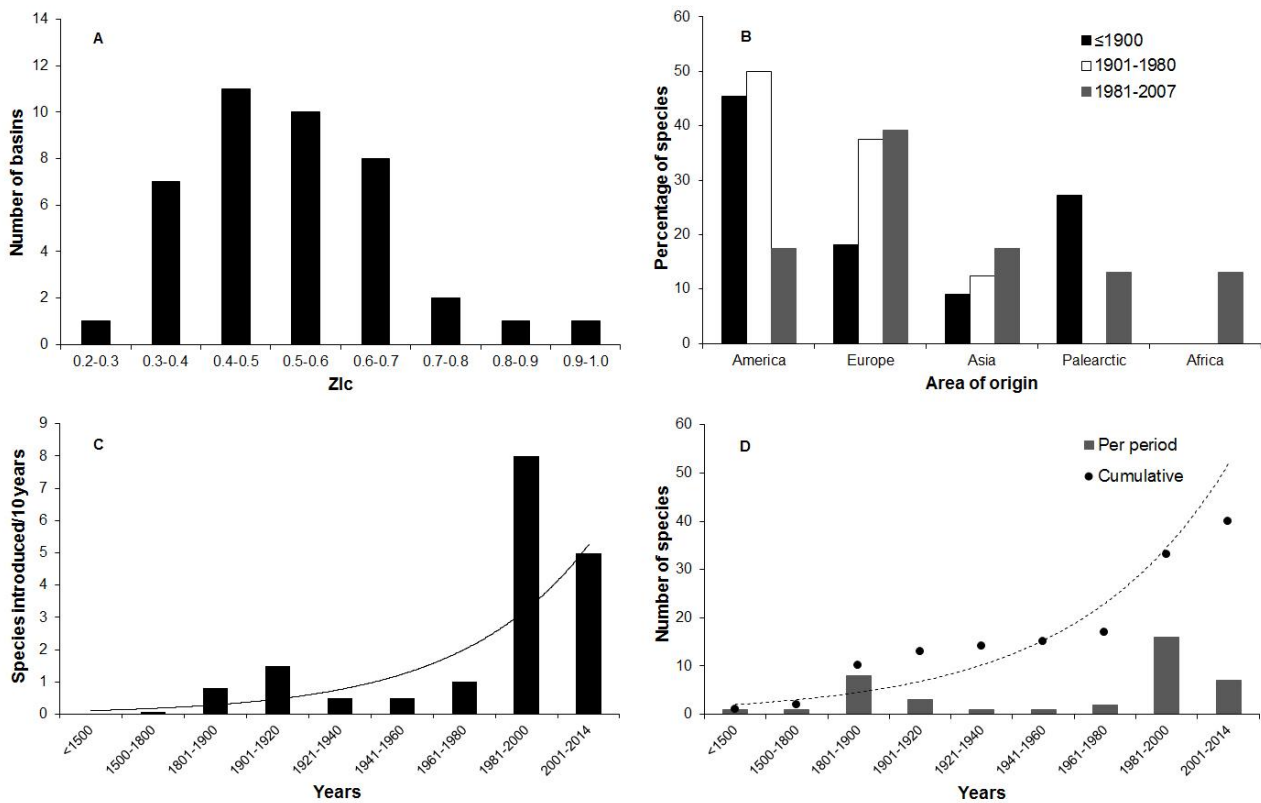 A
Number of basins
14
12
10
8
6
4
2
0
0.2-0.3 0.3-0.4 0.4-0.5 0.5-0.6 0.6-0.7 0.7-0.8 0.8-0.9 0.9-1.0
ZIc
B
≤1900
1901-1980
1981-2007
Percentage of species
60
50
40
30
20
10
0
America Europe Asia Palearctic Africa
Area of origin
C
Species introduced/10 years
9
8
7
6
5
4
3
2
1
0
<1500 1500-1800 1801-1900 1901-1920 1921-1940 1941-1960 1961-1980 1981-2000 2001-2014
Years
D
Per period
Cumulative
Number of species
60
50
40
30
20
10
0
<1500 1500-1800 1801-1900 1901-1920 1921-1940 1941-1960 1961-1980 1981-2000 2001-2014
Years